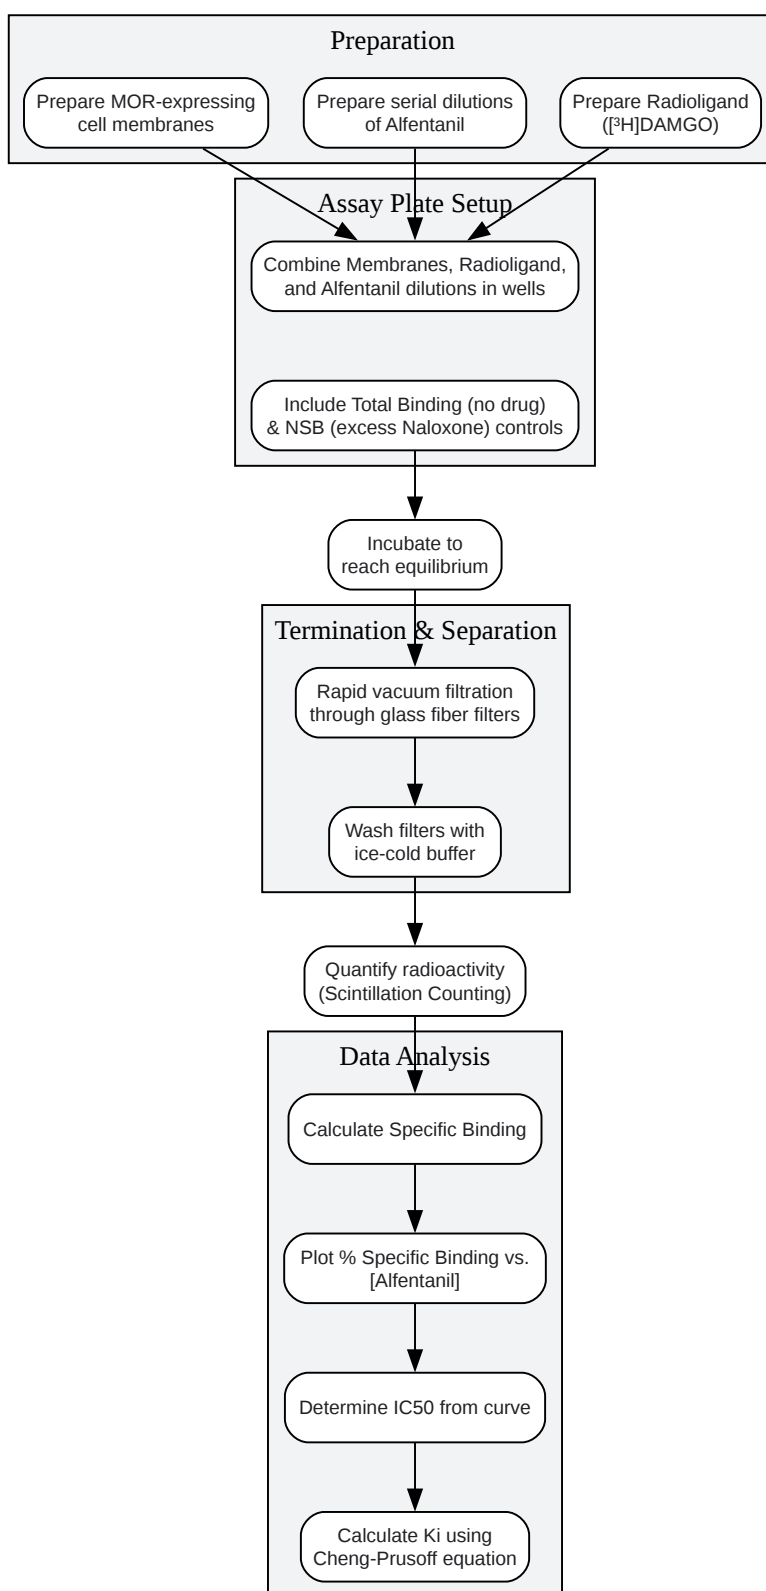 Preparation
Prepare MOR-expressing
cell membranes
Prepare serial dilutions
of Alfentanil
Prepare Radioligand
([³H]DAMGO)
Assay Plate Setup
Combine Membranes, Radioligand,
and Alfentanil dilutions in wells
Include Total Binding (no drug)
& NSB (excess Naloxone) controls
Incubate to
reach equilibrium
Termination & Separation
Rapid vacuum filtration
through glass fiber filters
Wash filters with
ice-cold buffer
Quantify radioactivity
(Scintillation Counting)
Data Analysis
Calculate Specific Binding
Plot % Specific Binding vs.
[Alfentanil]
Determine IC50 from curve
Calculate Ki using
Cheng-Prusoff equation